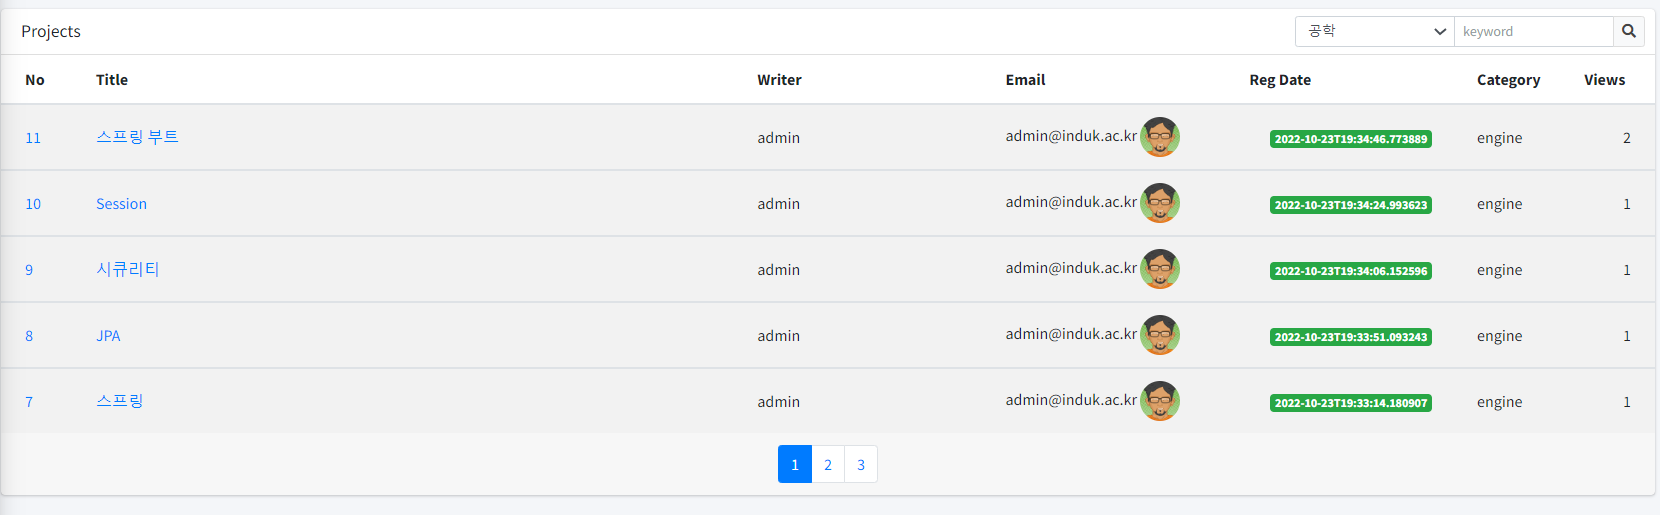 Projects 공학 keyword
No Title Writer Email Reg Date Category Views
11 스프링 부트 admin admin@induk.ac.kr 2022-10-23T19:34:46.773889 engine 2
10 Session admin admin@induk.ac.kr 2022-10-23T19:34:24.993623 engine 1
9 시큐리티 admin admin@induk.ac.kr 2022-10-23T19:34:06.152596 engine 1
8 JPA admin admin@induk.ac.kr 2022-10-23T19:33:51.093243 engine 1
7 스프링 admin admin@induk.ac.kr 2022-10-23T19:33:14.180907 engine 1
1 2 3